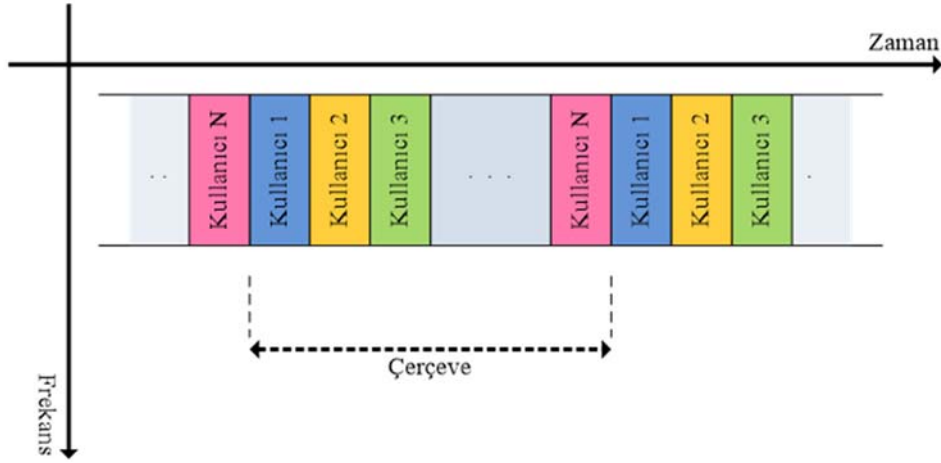 Zaman
. .
Kullanıcı N
Kullanıcı 1
Kullanıcı 2
Kullanıcı 3
. . .
Kullanıcı N
Kullanıcı 1
Kullanıcı 2
Kullanıcı 3
.
Çerçeve
Frekans